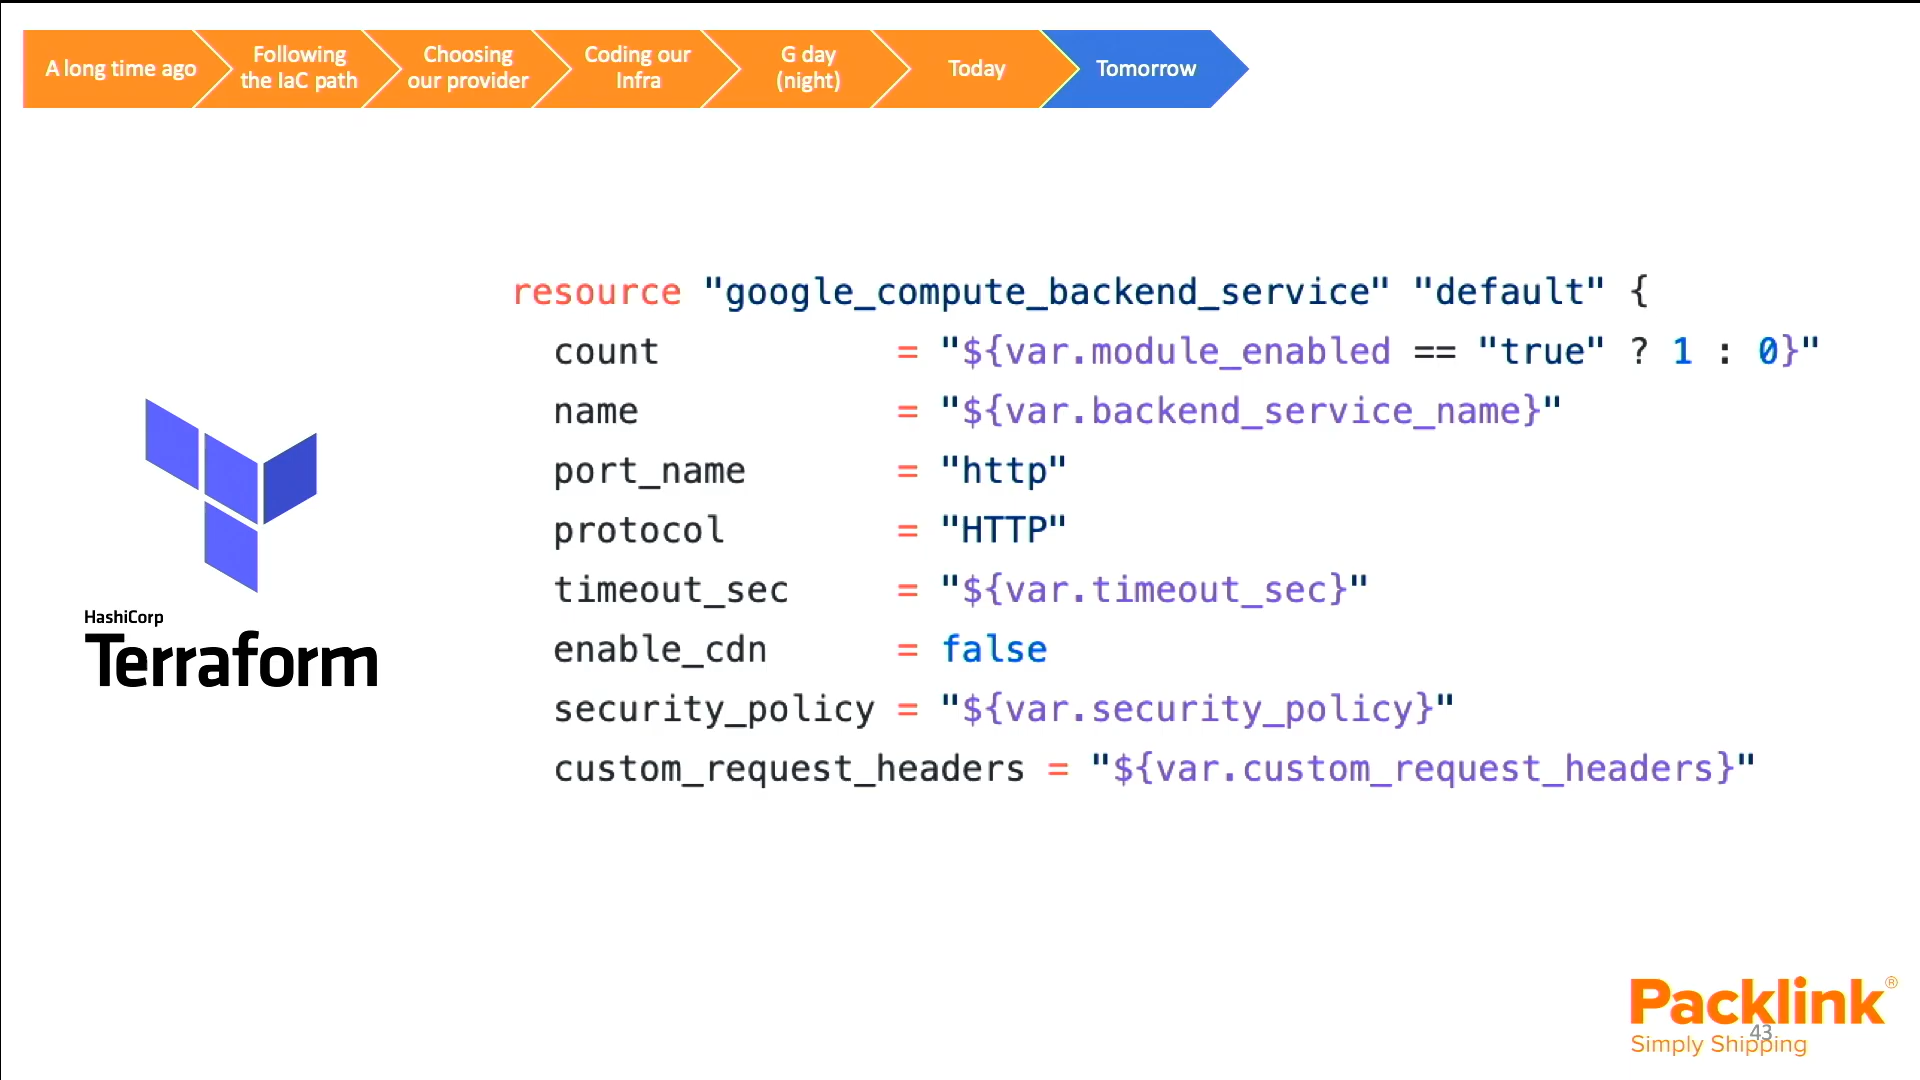 A long time ago
Following
the IaC path
Choosing
our provider
Coding our
Infra
G day
(night)
Today
Tomorrow
resource "google_compute_backend_service" "default" {
count = "${var.module_enabled == "true" ? 1 : 0}"
name = "${var.backend_service_name}"
port_name = "http"
protocol = "HTTP"
timeout_sec = "${var.timeout_sec}"
enable_cdn = false
security_policy = "${var.security_policy}"
custom_request_headers = "${var.custom_request_headers}"
HashiCorp
Terraform
Packlink®
43
Simply Shipping